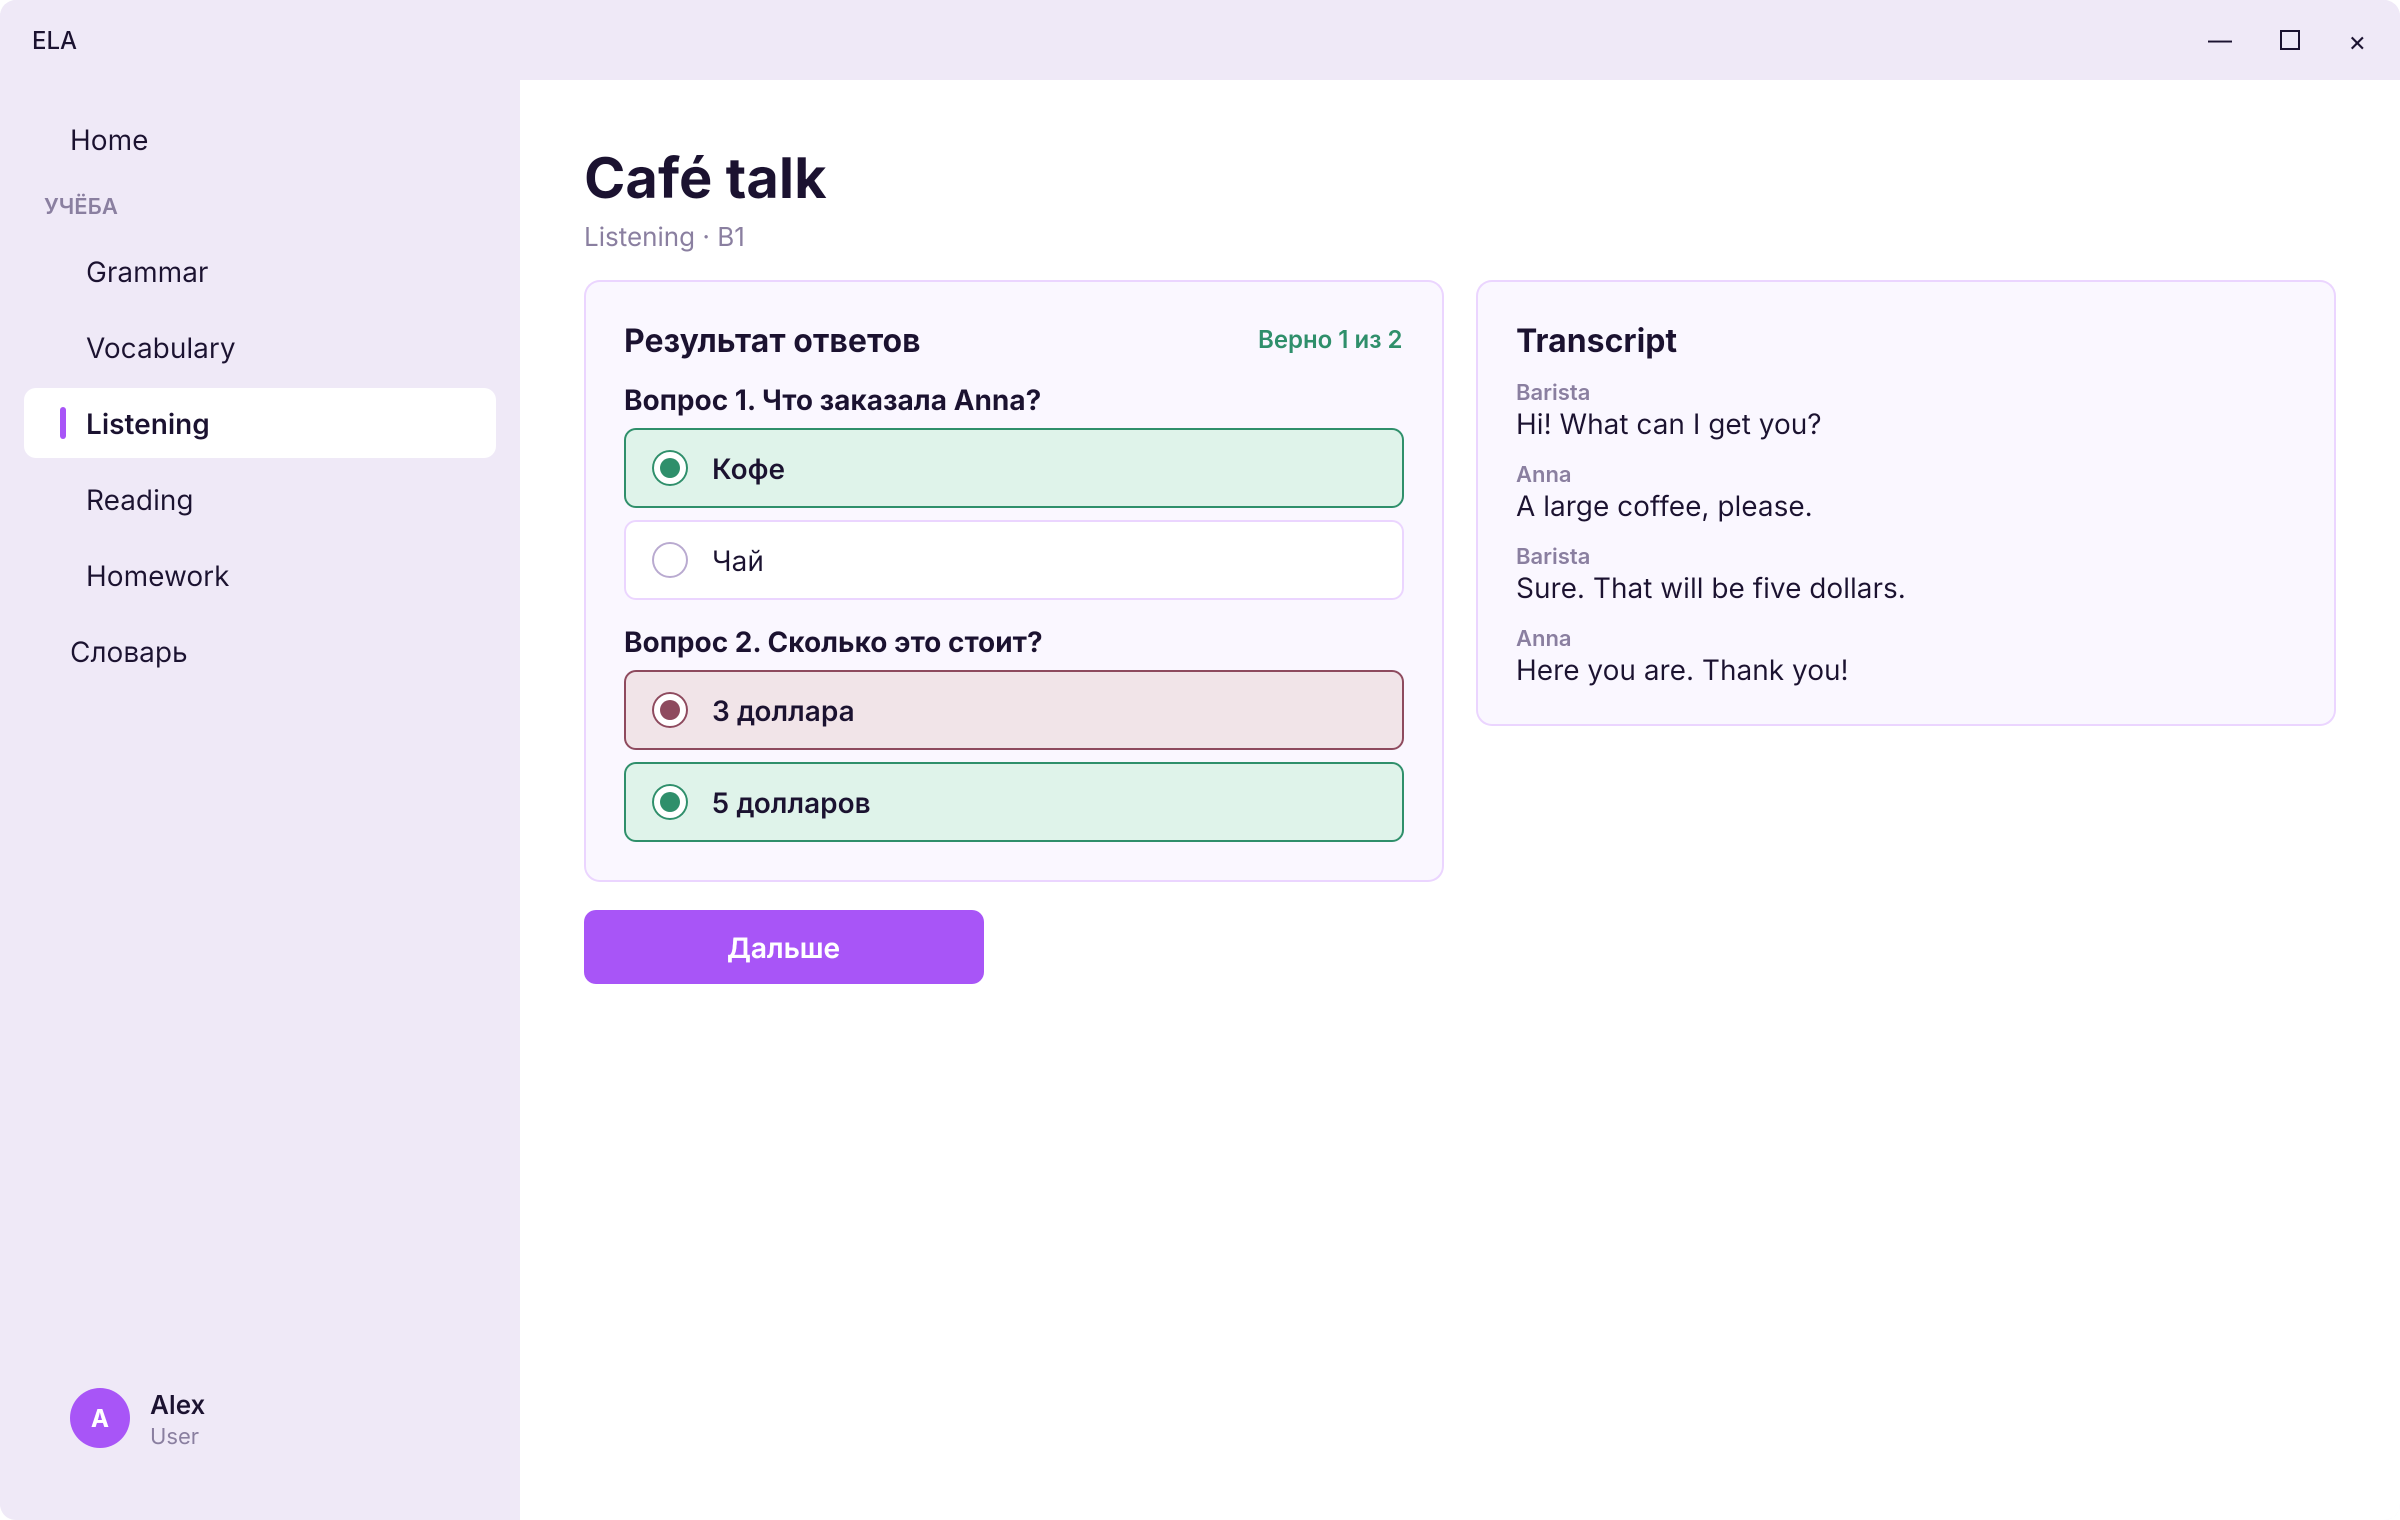 ELA
Home
УЧЁБА
Grammar
Vocabulary
Listening
Reading
Homework
Словарь
A
Alex
User
Café talk
Listening · B1
Результат ответов
Верно 1 из 2
Вопрос 1. Что заказала Anna?
Кофе
Чай
Вопрос 2. Сколько это стоит?
3 доллара
5 долларов
Дальше
Transcript
Barista
Hi! What can I get you?
Anna
A large coffee, please.
Barista
Sure. That will be five dollars.
Anna
Here you are. Thank you!